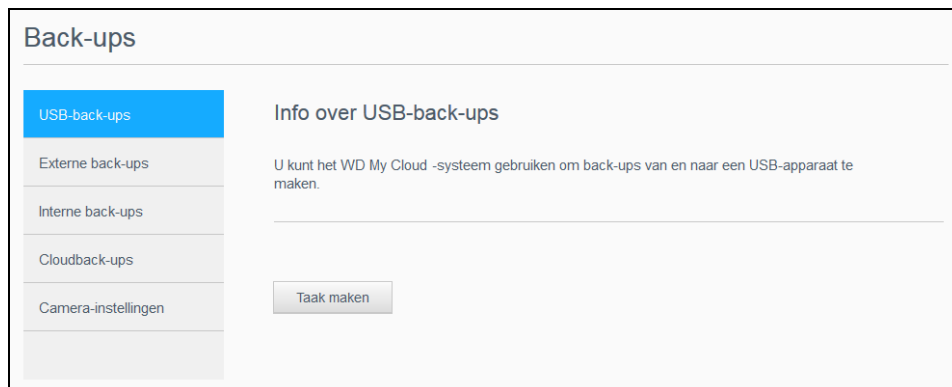 Back-ups
USB-back-ups
Externe back-ups
Interne back-ups
Cloudback-ups
Camera-instellingen
Info over USB-back-ups
U kunt het WD My Cloud -systeem gebruiken om back-ups van en naar een USB-apparaat te
maken.
Taak maken